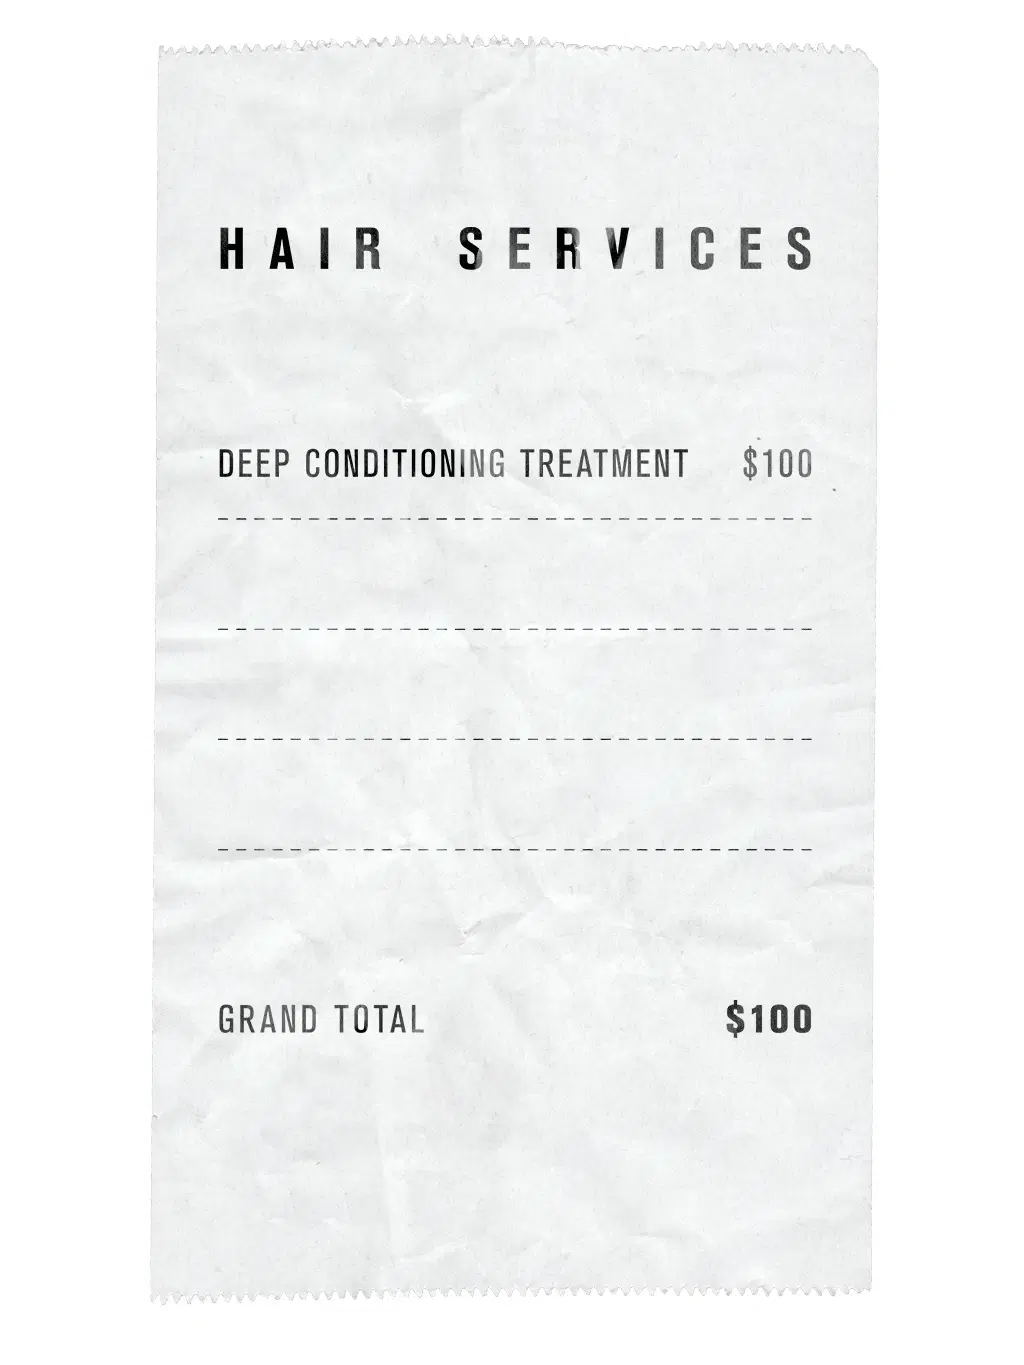 HAIR SERVICES
DEEP CONDITIONING TREATMENT $100
GRAND TOTAL $100